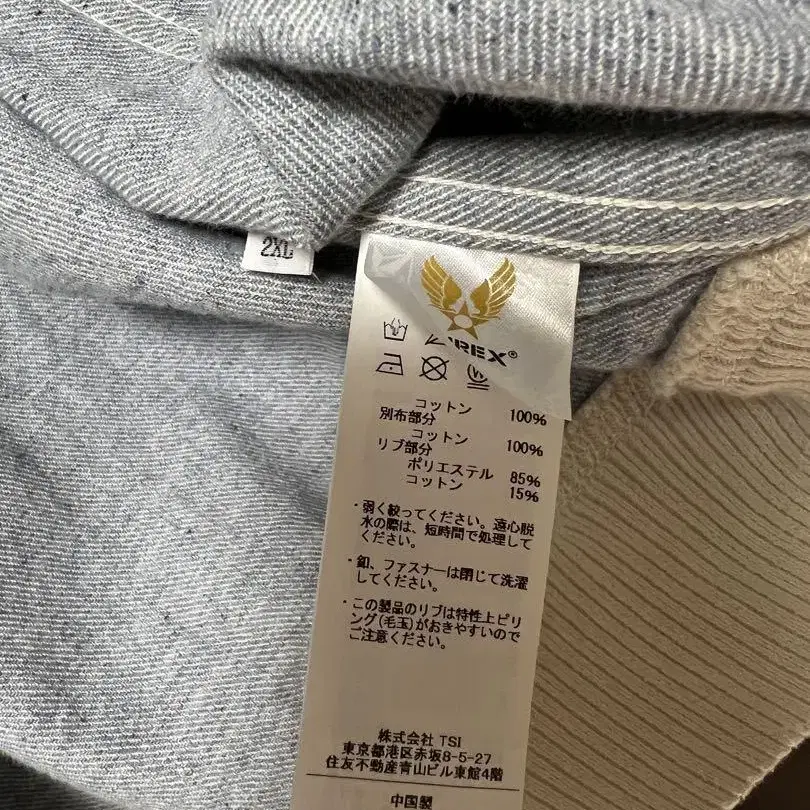 2XL
コットン 100%
別布部分
コットン 100%
リブ部分
ポリエステル 85%
コットン 15%
・弱く絞ってください。遠心脱
水の際は、短時間で処理して
ください。
・釦、ファスナーは閉じて洗濯
してください。
・この製品のリブは特性上ピリ
ング(毛玉)がおきやすいので
ご注意ください。
株式会社 TSI
東京都港区赤坂8-5-27
住友不動産青山ビル東館4階
中国製